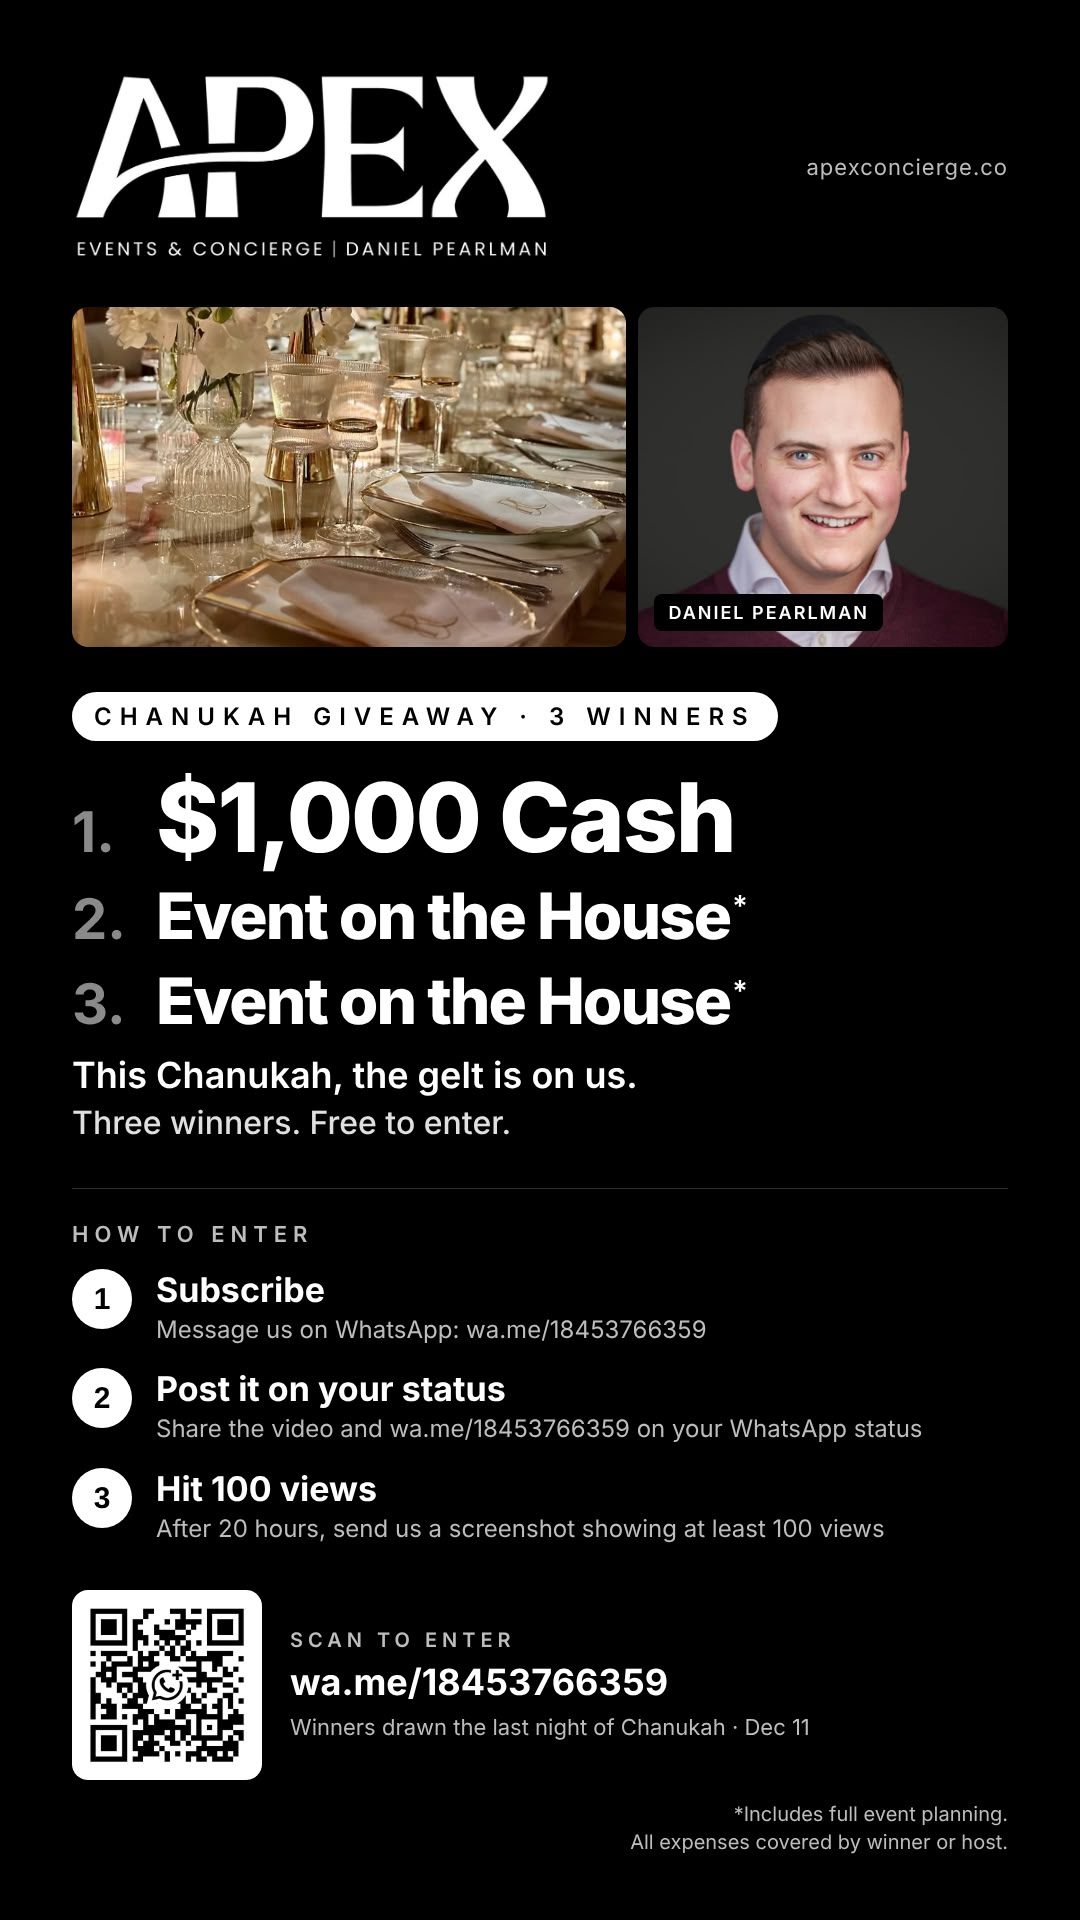 APEX
EVENTS & CONCIERGE | DANIEL PEARLMAN
apexconcierge.co
DANIEL PEARLMAN
CHANUKAH GIVEAWAY · 3 WINNERS
1. $1,000 Cash
2. Event on the House*
3. Event on the House*
This Chanukah, the gelt is on us.
Three winners. Free to enter.
HOW TO ENTER
1 Subscribe
Message us on WhatsApp: wa.me/18453766359
2 Post it on your status
Share the video and wa.me/18453766359 on your WhatsApp status
3 Hit 100 views
After 20 hours, send us a screenshot showing at least 100 views
SCAN TO ENTER
wa.me/18453766359
Winners drawn the last night of Chanukah · Dec 11
*Includes full event planning.
All expenses covered by winner or host.